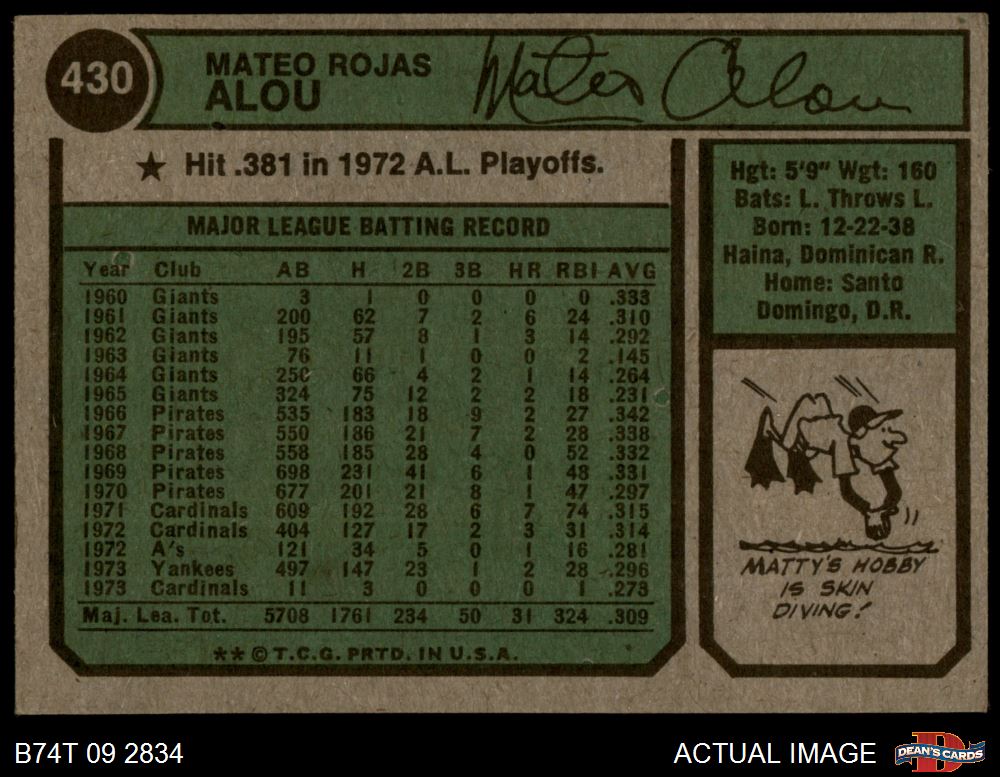 430
MATEO ROJAS
ALOU
Mateo Alou
★ Hit .381 in 1972 A.L. Playoffs.
MAJOR LEAGUE BATTING RECORD
Year Club AB H 2B 3B HR RBI AVG
1960 Giants 3 1 0 0 0 0 .333
1961 Giants 200 62 7 2 6 24 .310
1962 Giants 195 57 8 1 3 14 .292
1963 Giants 76 11 1 0 0 2 .145
1964 Giants 250 66 4 2 1 14 .264
1965 Giants 324 75 12 2 2 18 .231
1966 Pirates 535 183 18 9 2 27 .342
1967 Pirates 550 186 21 7 2 28 .338
1968 Pirates 558 185 28 4 0 52 .332
1969 Pirates 698 231 41 6 1 48 .331
1970 Pirates 677 201 21 8 1 47 .297
1971 Cardinals 609 192 28 6 7 74 .315
1972 Cardinals 404 127 17 2 3 31 .314
1972 A's 121 34 5 0 1 16 .281
1973 Yankees 497 147 23 1 2 28 .296
1973 Cardinals 11 3 0 0 0 1 .273
Maj. Lea. Tot. 5708 1761 234 50 31 324 .309
** © T.C.G. PRTD. IN U.S.A.
Hgt: 5'9" Wgt: 160
Bats: L. Throws L.
Born: 12-22-38
Haina, Dominican R.
Home: Santo
Domingo, D.R.
MATTY'S HOBBY
IS SKIN
DIVING!
B74T 09 2834
ACTUAL IMAGE
DEAN'S CARDS